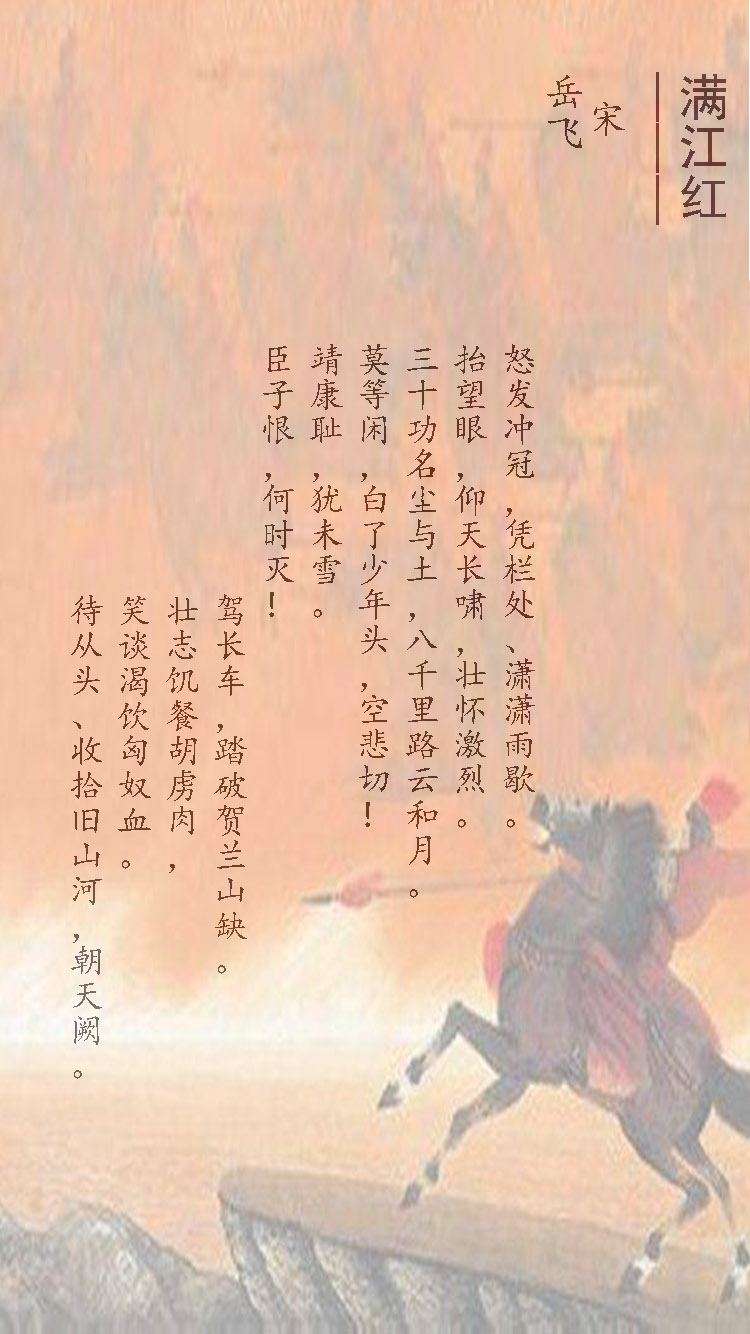 满江红
宋
岳飞
怒发冲冠,凭栏处、潇潇雨歇。
抬望眼,仰天长啸,壮怀激烈。
三十功名尘与土,八千里路云和月。
莫等闲,白了少年头,空悲切!
靖康耻,犹未雪。
臣子恨,何时灭!
驾长车,踏破贺兰山缺。
壮志饥餐胡虏肉,
笑谈渴饮匈奴血。
待从头、收拾旧山河,朝天阙。